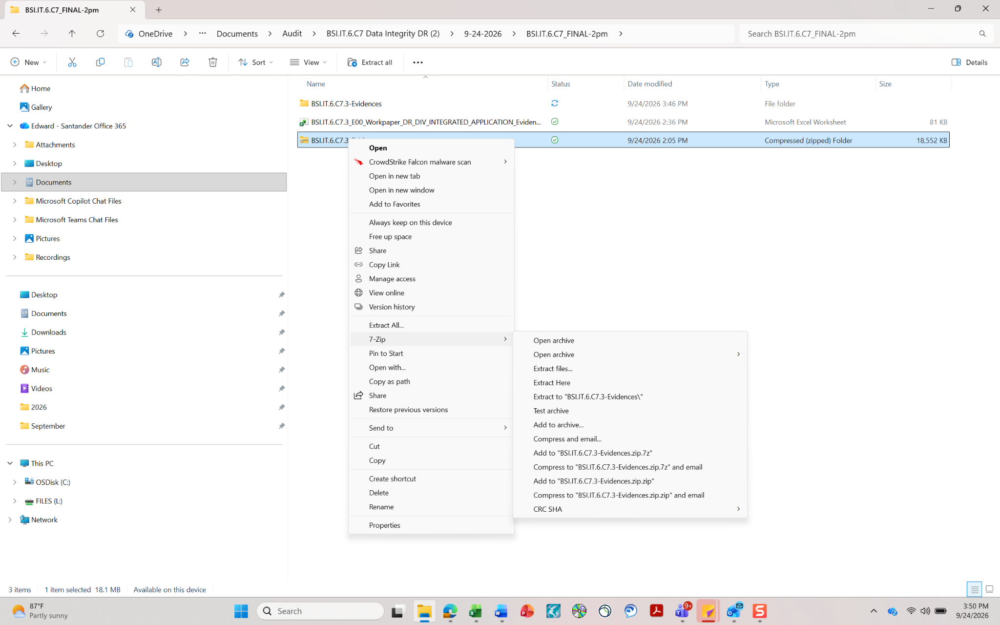 BSI.IT.6.C7_FINAL-2pm
OneDrive > ... Documents > Audit > BSI.IT.6.C7 Data Integrity DR (2) > 9-24-2026 > BSI.IT.6.C7_FINAL-2pm >
Search BSI.IT.6.C7_FINAL-2pm
New
Sort
View
Extract all
Details
Home
Gallery
Edward - Santander Office 365
Attachments
Desktop
Documents
Microsoft Copilot Chat Files
Microsoft Teams Chat Files
Pictures
Recordings
Desktop
Documents
Downloads
Pictures
Music
Videos
2026
September
This PC
OSDisk (C:)
FILES (L:)
Network
Name Status Date modified Type Size
BSI.IT.6.C7.3-Evidences 9/24/2026 3:46 PM File folder
BSI.IT.6.C7.3_E00_Workpaper_DR_DIV_INTEGRATED_APPLICATION_Eviden... 9/24/2026 2:36 PM Microsoft Excel Worksheet 81 KB
BSI.IT.6.C7.3 9/24/2026 2:05 PM Compressed (zipped) Folder 18,552 KB
Open
CrowdStrike Falcon malware scan
Open in new tab
Open in new window
Add to Favorites
Always keep on this device
Free up space
Share
Copy Link
Manage access
View online
Version history
Extract All...
7-Zip
Pin to Start
Open with...
Copy as path
Share
Restore previous versions
Send to
Cut
Copy
Create shortcut
Delete
Rename
Properties
Open archive
Open archive
Extract files...
Extract Here
Extract to "BSI.IT.6.C7.3-Evidences\"
Test archive
Add to archive...
Compress and email...
Add to "BSI.IT.6.C7.3-Evidences.zip.7z"
Compress to "BSI.IT.6.C7.3-Evidences.zip.7z" and email
Add to "BSI.IT.6.C7.3-Evidences.zip.zip"
Compress to "BSI.IT.6.C7.3-Evidences.zip.zip" and email
CRC SHA
3 items 1 item selected 18.1 MB Available on this device
87°F
Partly sunny
Search
9+
3:50 PM
9/24/2026